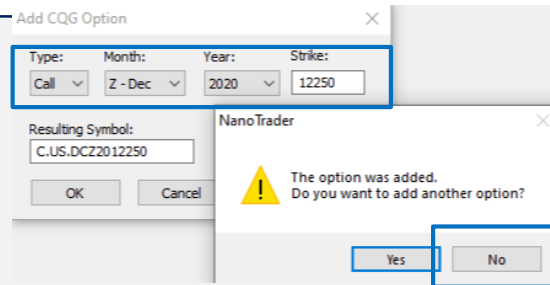 Add CQG Option
Type: Month: Year: Strike:
Call Z - Dec 2020 12250
Resulting Symbol:
C.US.DCZ2012250
OK Cancel
NanoTrader
The option was added.
Do you want to add another option?
Yes No